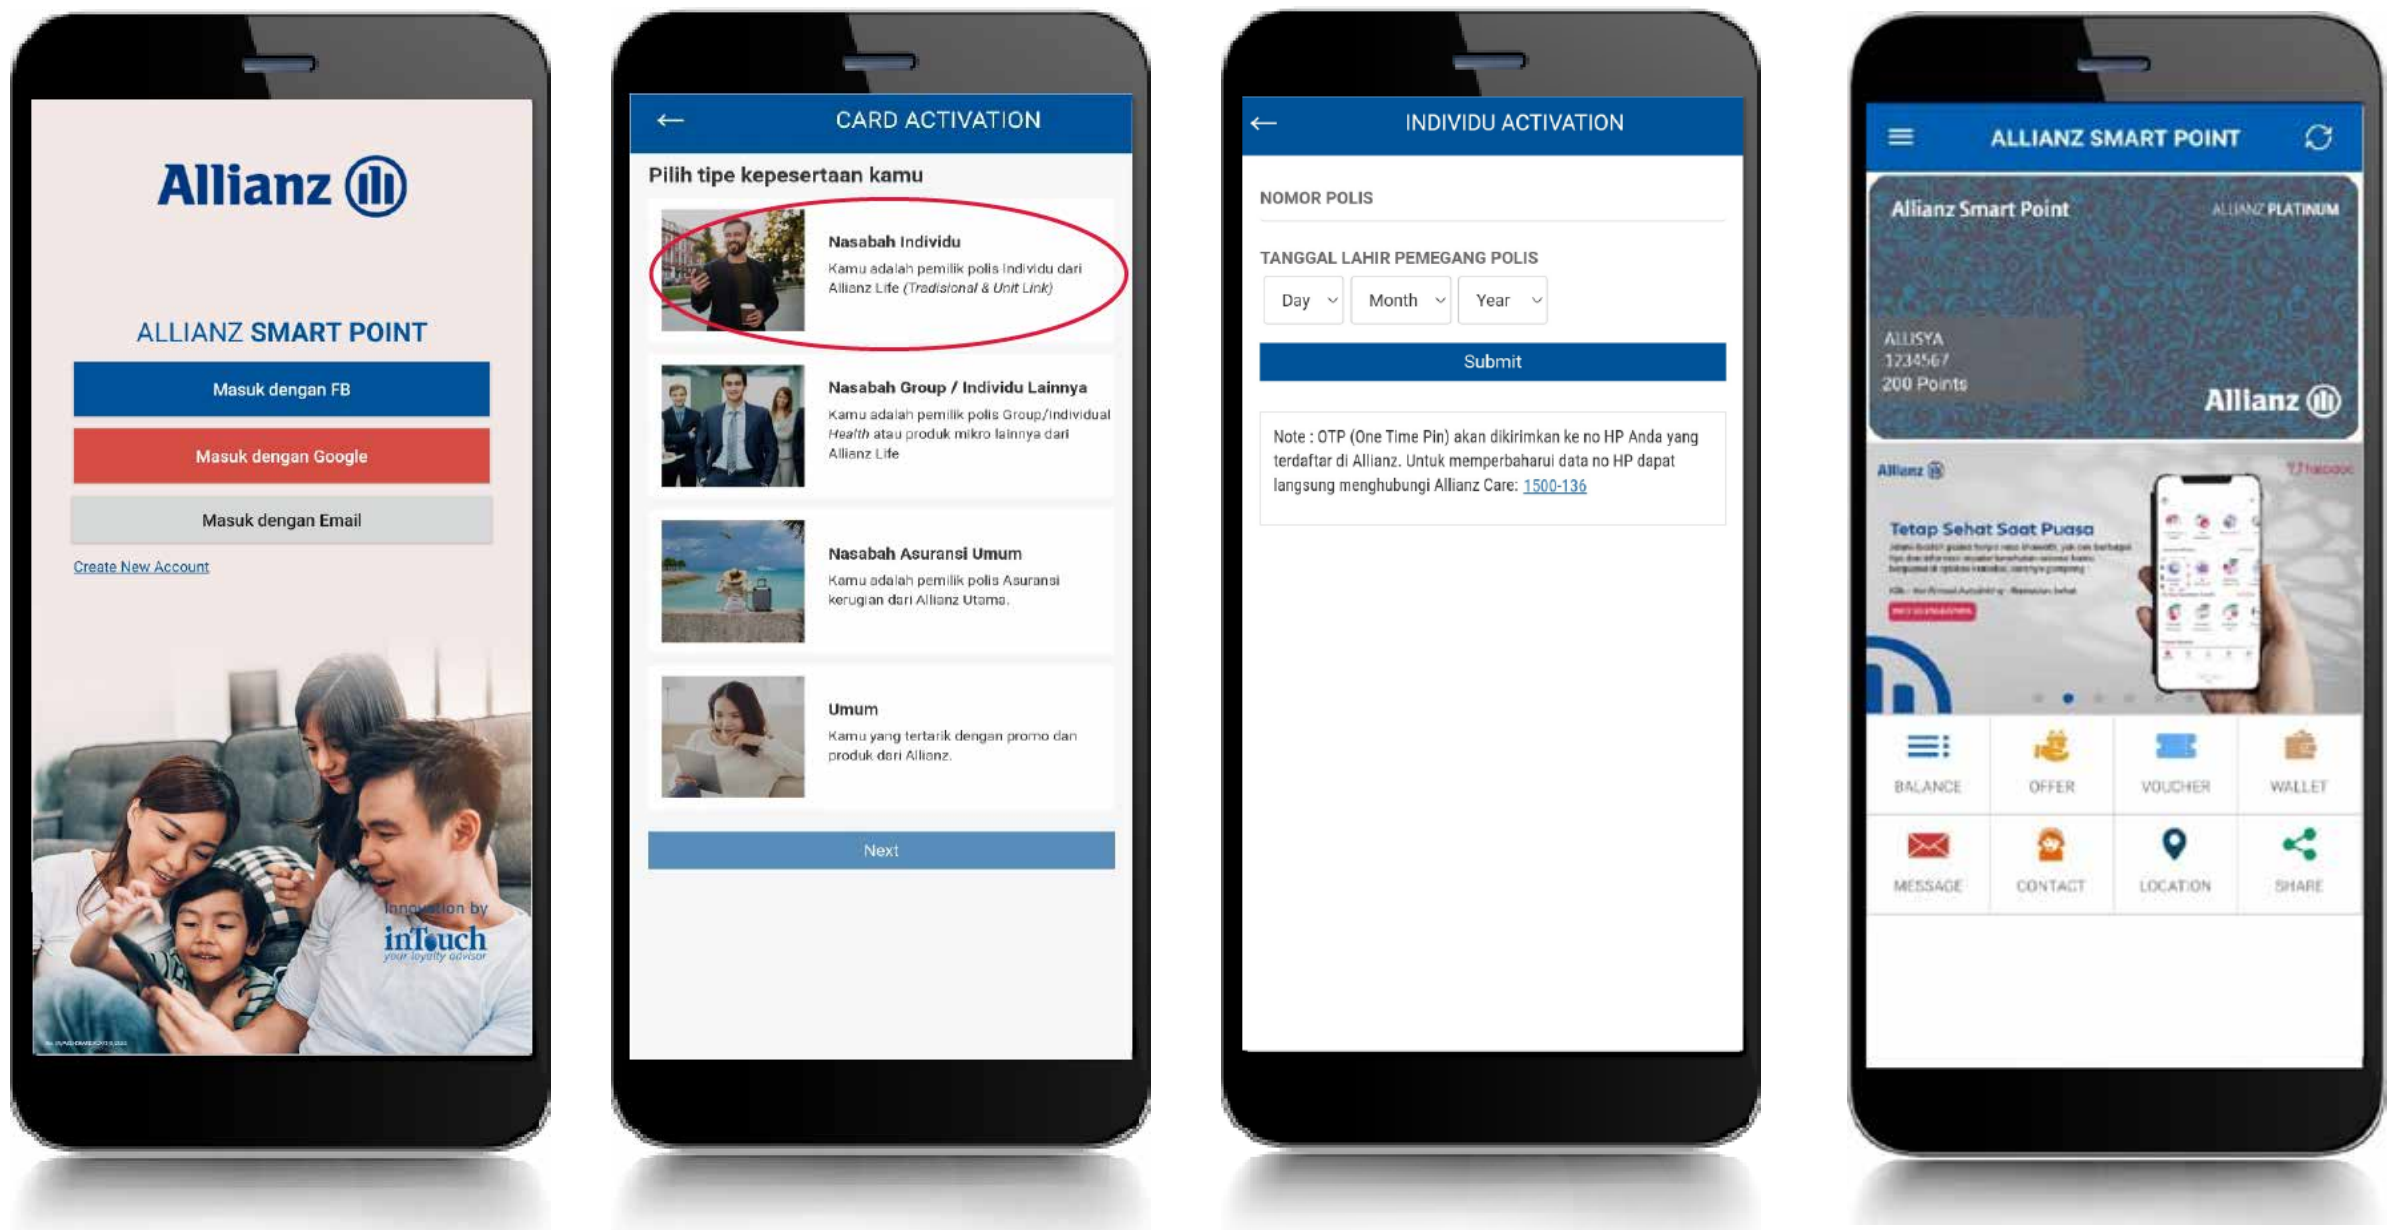 Allianz
ALLIANZ SMART POINT
Masuk dengan FB
Masuk dengan Google
Masuk dengan Email
Create New Account
Innovation by
inTouch
your loyalty advisor
← CARD ACTIVATION
Pilih tipe kepesertaan kamu
Nasabah Individu
Kamu adalah pemilik polis Individu dari
Allianz Life (Tradisional & Unit Link)
Nasabah Group / Individu Lainnya
Kamu adalah pemilik polis Group/Individual
Health atau produk mikro lainnya dari
Allianz Life
Nasabah Asuransi Umum
Kamu adalah pemilik polis Asuransi
kerugian dari Allianz Utama.
Umum
Kamu yang tertarik dengan promo dan
produk dari Allianz.
Next
← INDIVIDU ACTIVATION
NOMOR POLIS
TANGGAL LAHIR PEMEGANG POLIS
Day Month Year
Submit
Note : OTP (One Time Pin) akan dikirimkan ke no HP Anda yang
terdaftar di Allianz. Untuk memperbaharui data no HP dapat
langsung menghubungi Allianz Care: 1500-136
ALLIANZ SMART POINT
Allianz Smart Point ALLIANZ PLATINUM
ALLISYA
1234567
200 Points
Allianz
Allianz halodoc
Tetap Sehat Saat Puasa
BALANCE OFFER VOUCHER WALLET
MESSAGE CONTACT LOCATION SHARE